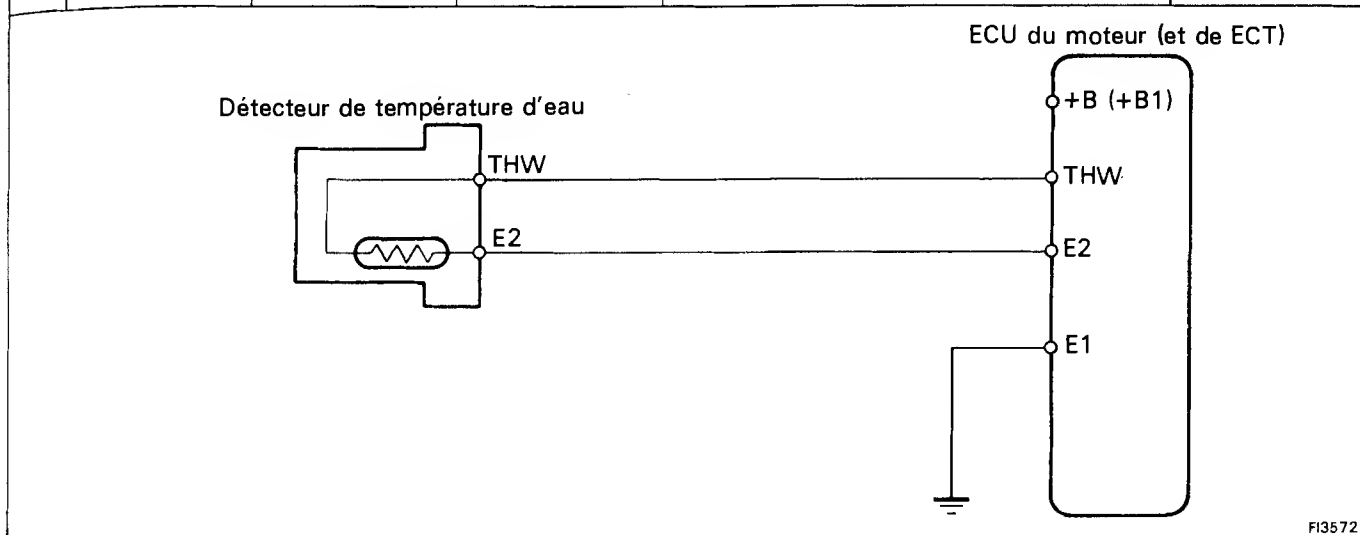 ECU du moteur (et de ECT)
+B (+B1)
Détecteur de température d'eau
THW
THW
E2
E2
E1
FI3572